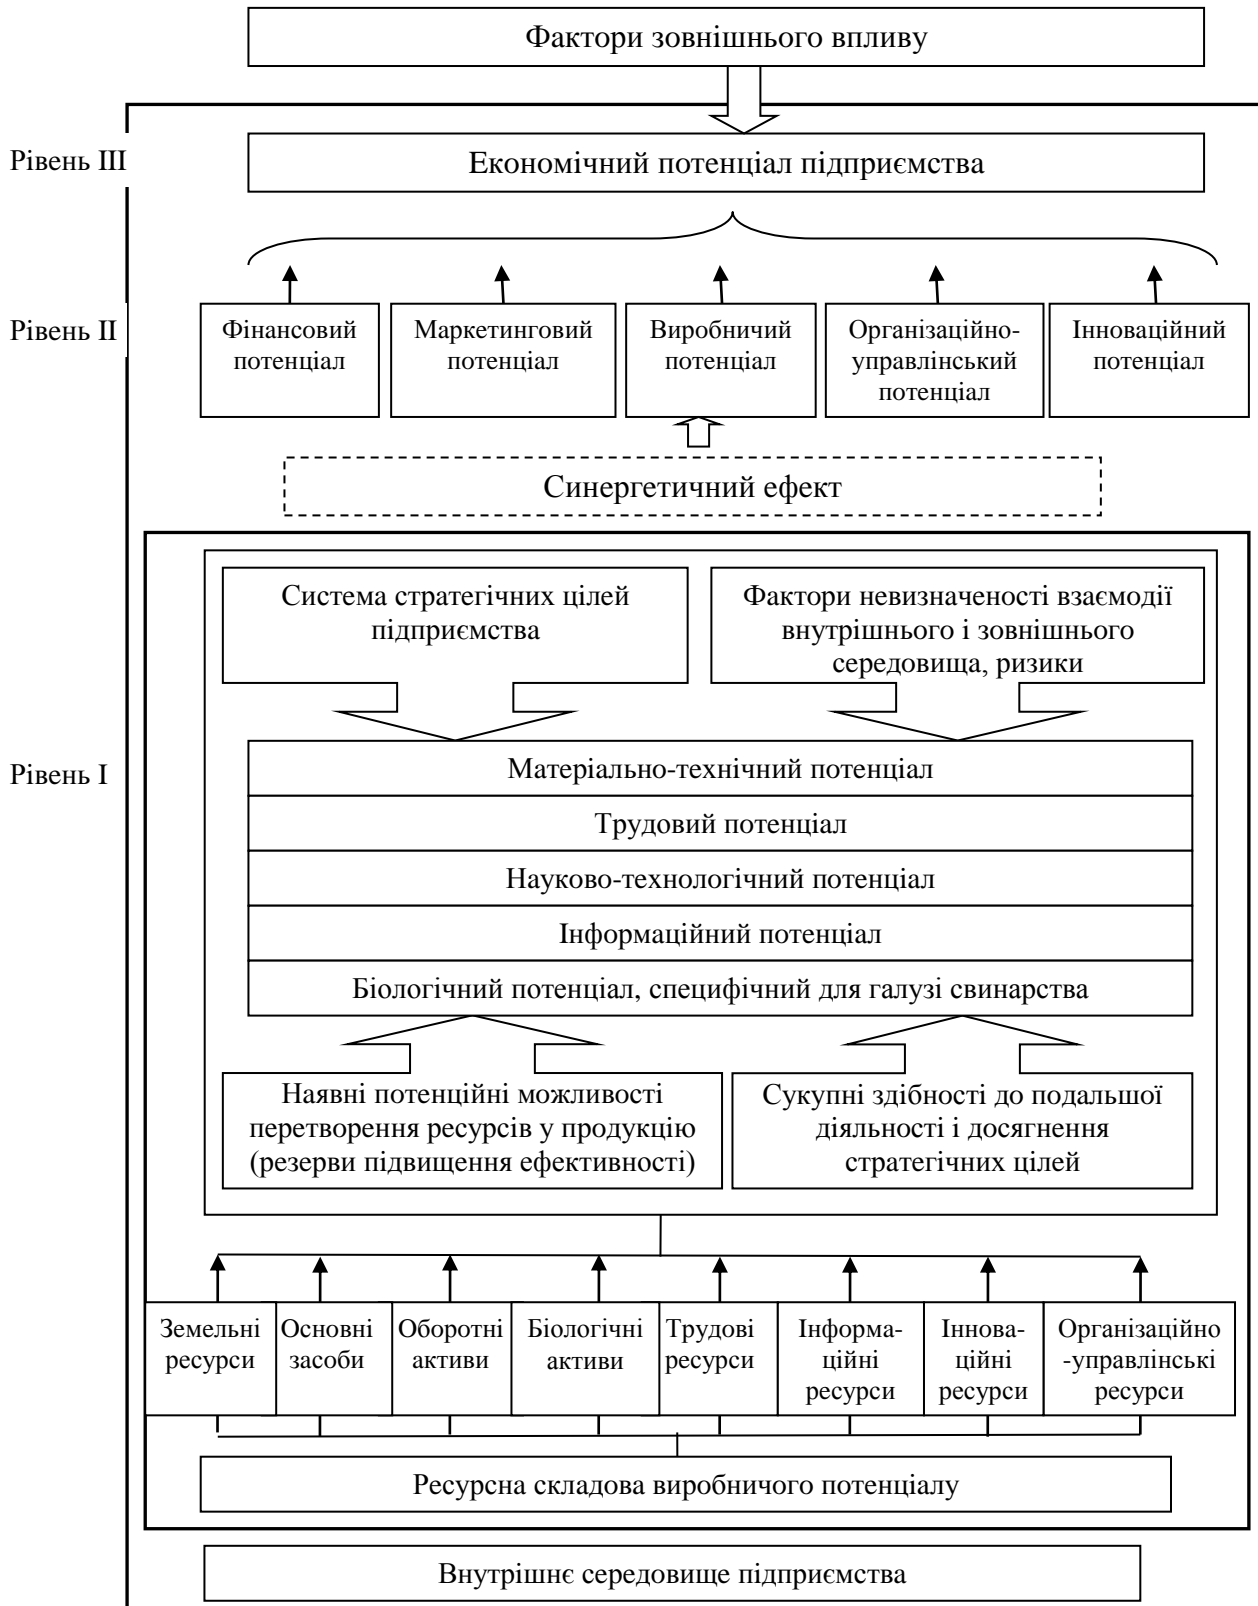 Фактори зовнішнього впливу
Рівень III
Економічний потенціал підприємства
Рівень II
Фінансовий
потенціал
Маркетинговий
потенціал
Виробничий
потенціал
Організаційно-
управлінський
потенціал
Інноваційний
потенціал
Синергетичний ефект
Система стратегічних цілей
підприємства
Фактори невизначеності взаємодії
внутрішнього і зовнішнього
середовища, ризики
Рівень I
Матеріально-технічний потенціал
Трудовий потенціал
Науково-технологічний потенціал
Інформаційний потенціал
Біологічний потенціал, специфічний для галузі свинарства
Наявні потенційні можливості
перетворення ресурсів у продукцію
(резерви підвищення ефективності)
Сукупні здібності до подальшої
діяльності і досягнення
стратегічних цілей
Земельні
ресурси
Основні
засоби
Оборотні
активи
Біологічні
активи
Трудові
ресурси
Інформа-
ційні
ресурси
Іннова-
ційні
ресурси
Організаційно
-управлінські
ресурси
Ресурсна складова виробничого потенціалу
Внутрішнє середовище підприємства